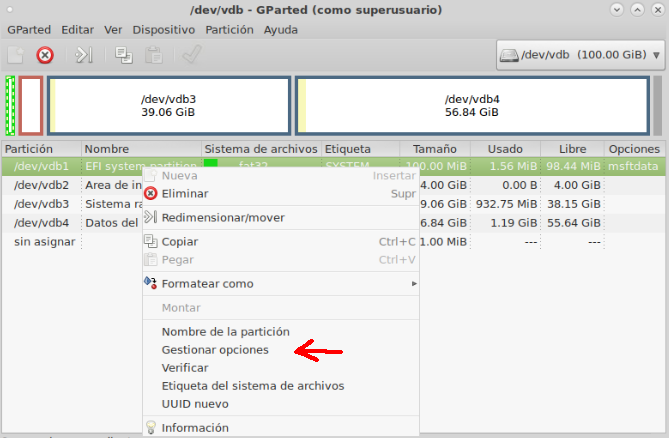 /dev/vdb - GParted (como superusuario)
GParted Editar Ver Dispositivo Partición Ayuda
/dev/vdb (100.00 GiB)
/dev/vdb3
39.06 GiB
/dev/vdb4
56.84 GiB
Partición Nombre Sistema de archivos Etiqueta Tamaño Usado Libre Opciones
/dev/vdb1 EFI system partition fat32 SYSTEM 100.00 MiB 1.56 MiB 98.44 MiB msftdata
/dev/vdb2 Area de in 4.00 GiB 0.00 B 4.00 GiB
/dev/vdb3 Sistema ra 9.06 GiB 932.75 MiB 38.15 GiB
/dev/vdb4 Datos del 6.84 GiB 1.19 GiB 55.64 GiB
sin asignar 1.00 MiB --- ---
Nueva Insertar
Eliminar Supr
Redimensionar/mover
Copiar Ctrl+C
Pegar Ctrl+V
Formatear como
Montar
Nombre de la partición
Gestionar opciones
Verificar
Etiqueta del sistema de archivos
UUID nuevo
Información